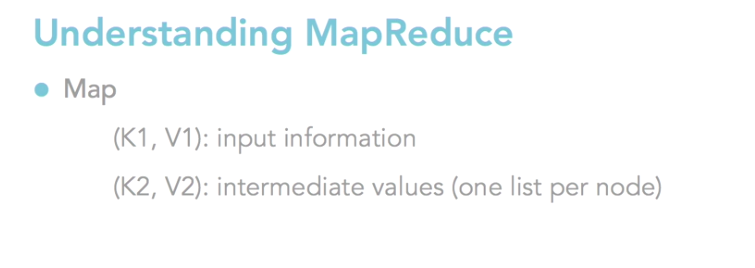 Understanding MapReduce
● Map
(K1, V1): input information
(K2, V2): intermediate values (one list per node)